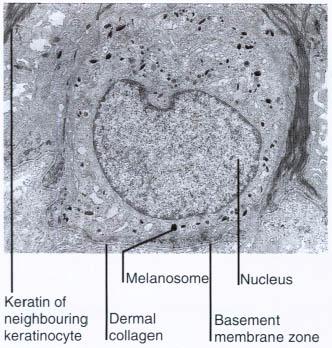 Melanosome
Nucleus
Keratin of
neighbouring
keratinocyte
Dermal
collagen
Basement
membrane zone